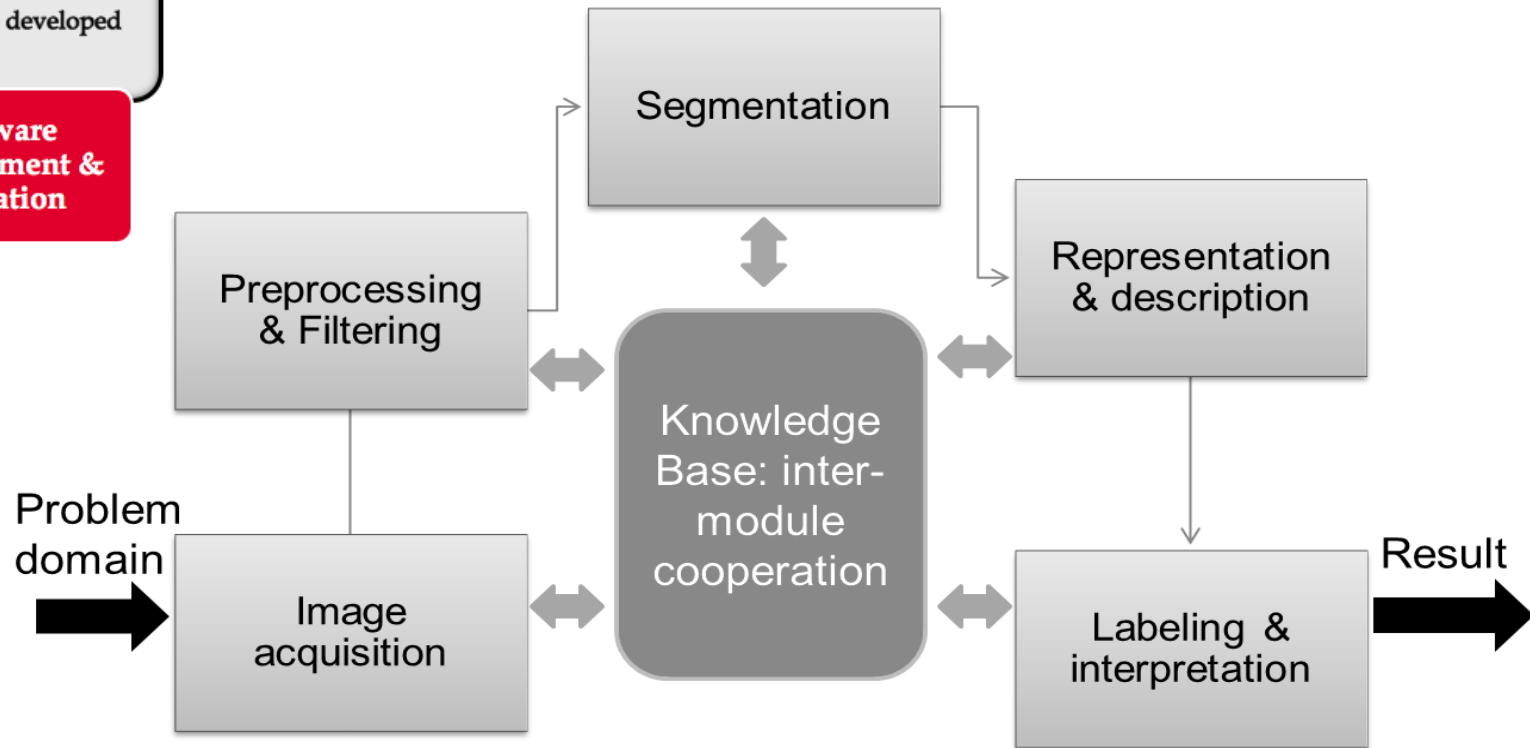 developed
&
Segmentation
Preprocessing
& Filtering
Representation
& description
Knowledge
Base: inter-
module
cooperation
Problem
domain
Image
acquisition
Labeling &
interpretation
Result